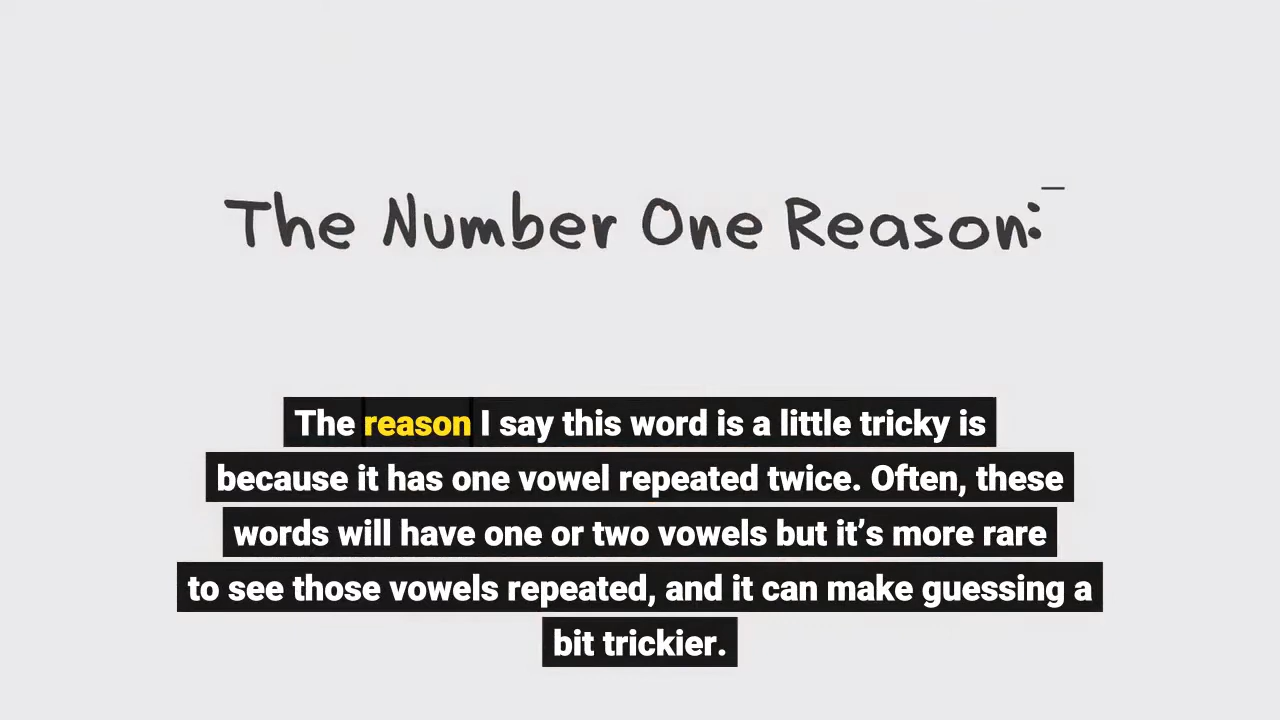 The Number One Reason:
The reason I say this word is a little tricky is
because it has one vowel repeated twice. Often, these
words will have one or two vowels but it’s more rare
to see those vowels repeated, and it can make guessing a
bit trickier.